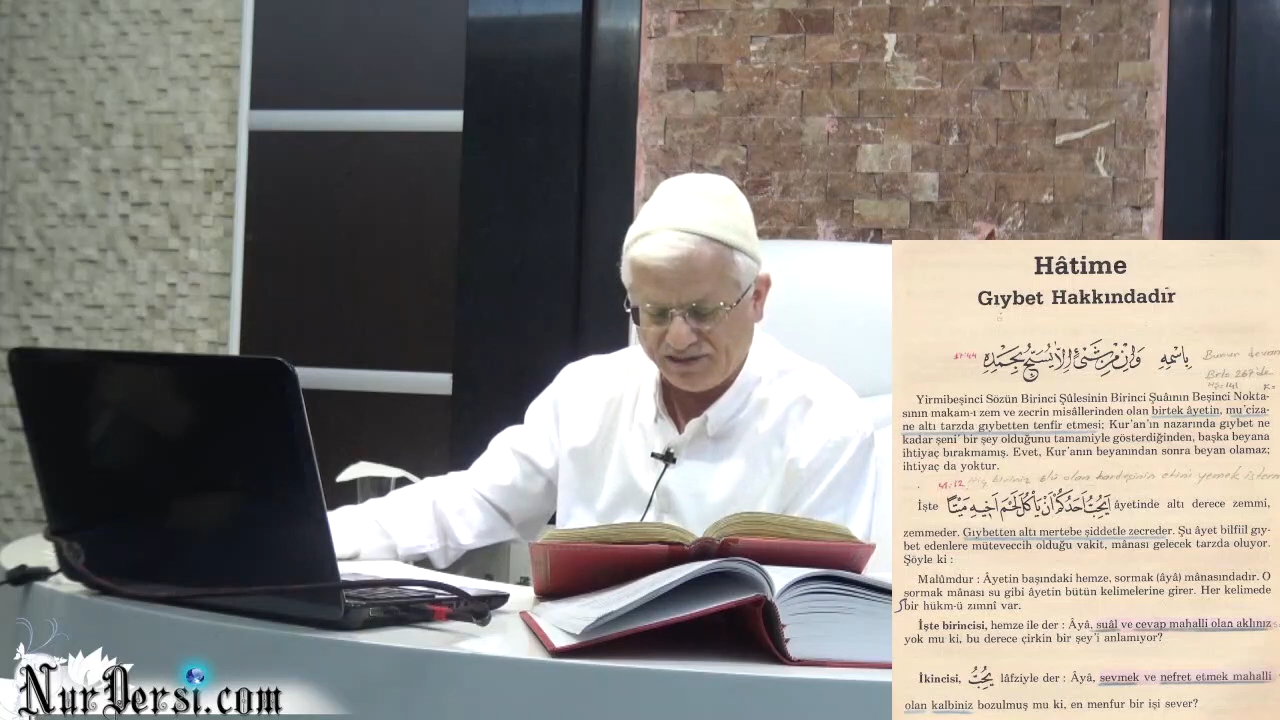 Hâtime
Gıybet Hakkındadır
بِاسْمِهِ وَاِنْ مِنْ شَىْءٍ اِلَّا يُسَبِّحُ بِحَمْدِهِ
17:44
Yirmibeşinci Sözün Birinci Şûlesinin Birinci Şuâının Beşinci Nokta-
sının makam-ı zem ve zecrin misâllerinden olan birtek âyetin, mu'ciza-
ne altı tarzda gıybetten tenfir etmesi; Kur'an'ın nazarında gıybet ne
kadar şeni' bir şey olduğunu tamamiyle gösterdiğinden, başka beyana
ihtiyaç bırakmamış. Evet, Kur'anın beyanından sonra beyan olamaz;
ihtiyaç da yoktur.
İşte اَيُحِبُّ اَحَدُكُمْ اَنْ يَاْكُلَ لَحْمَ اَخِيهِ مَيْتًا âyetinde altı derece zemmi,
zemmeder. Gıybetten altı mertebe şiddetle zecreder. Şu âyet bilfiil gıy-
bet edenlere müteveccih olduğu vakit, mânası gelecek tarzda oluyor.
Şöyle ki :
Malûmdur : Âyetin başındaki hemze, sormak (âyâ) mânasındadır. O
sormak mânası su gibi âyetin bütün kelimelerine girer. Her kelimede
bir hükm-ü zımnî var.
İşte birincisi, hemze ile der : Âyâ, suâl ve cevap mahalli olan aklınız
yok mu ki, bu derece çirkin bir şey'i anlamıyor?
İkincisi, يُحِبُّ lâfziyle der : Âyâ, sevmek ve nefret etmek mahalli
olan kalbiniz bozulmuş mu ki, en menfur bir işi sever?
NurDersi.com